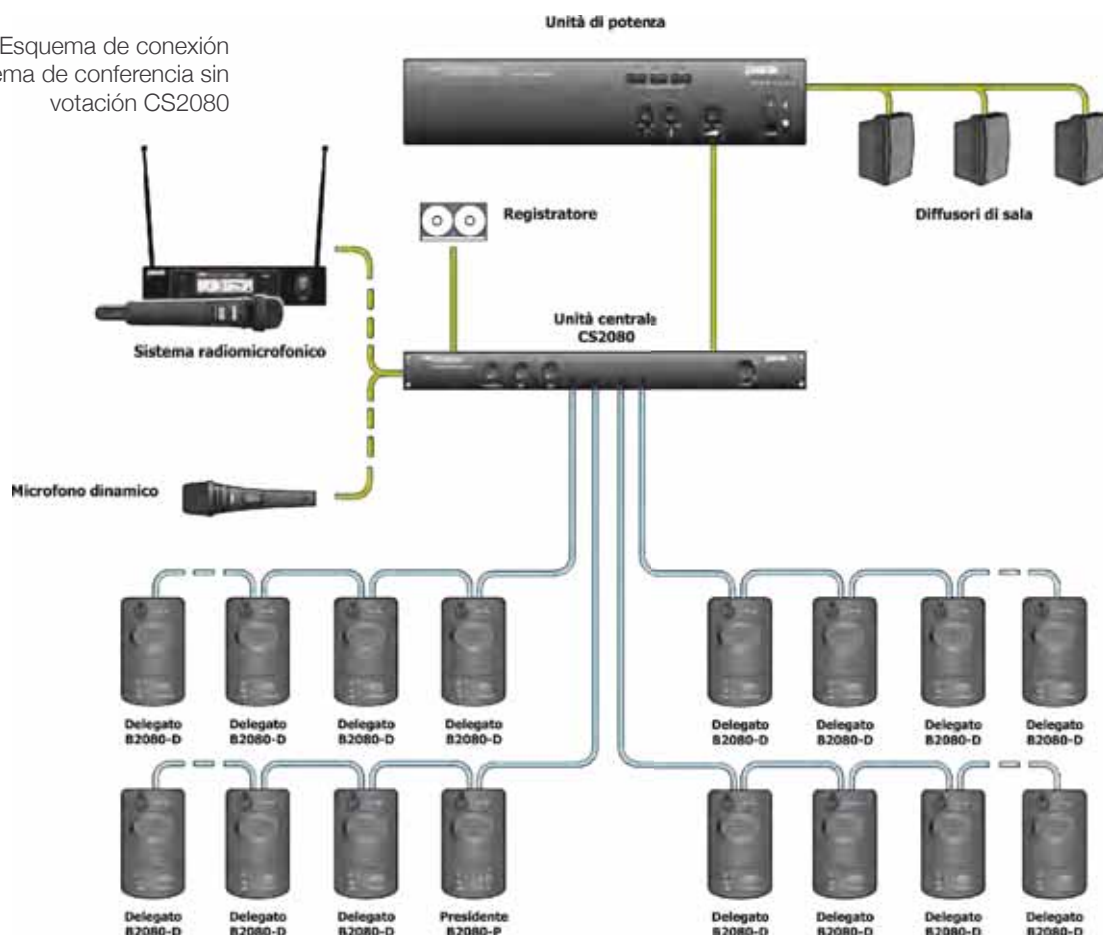 Esquema de conexión
ema de conferencia sin
votación CS2080
Unità di potenza
Registratore
Diffusori di sala
Unità centrale
CS2080
Sistema radiomicrofonico
Microfono dinamico
Delegato Delegato Delegato Delegato Delegato Delegato Delegato Delegato
B2080-D B2080-D B2080-D B2080-D B2080-D B2080-D B2080-D B2080-D
Delegato Delegato Delegato Presidente Delegato Delegato Delegato Delegato
B2080-D B2080-D B2080-D B2080-P B2080-D B2080-D B2080-D B2080-D